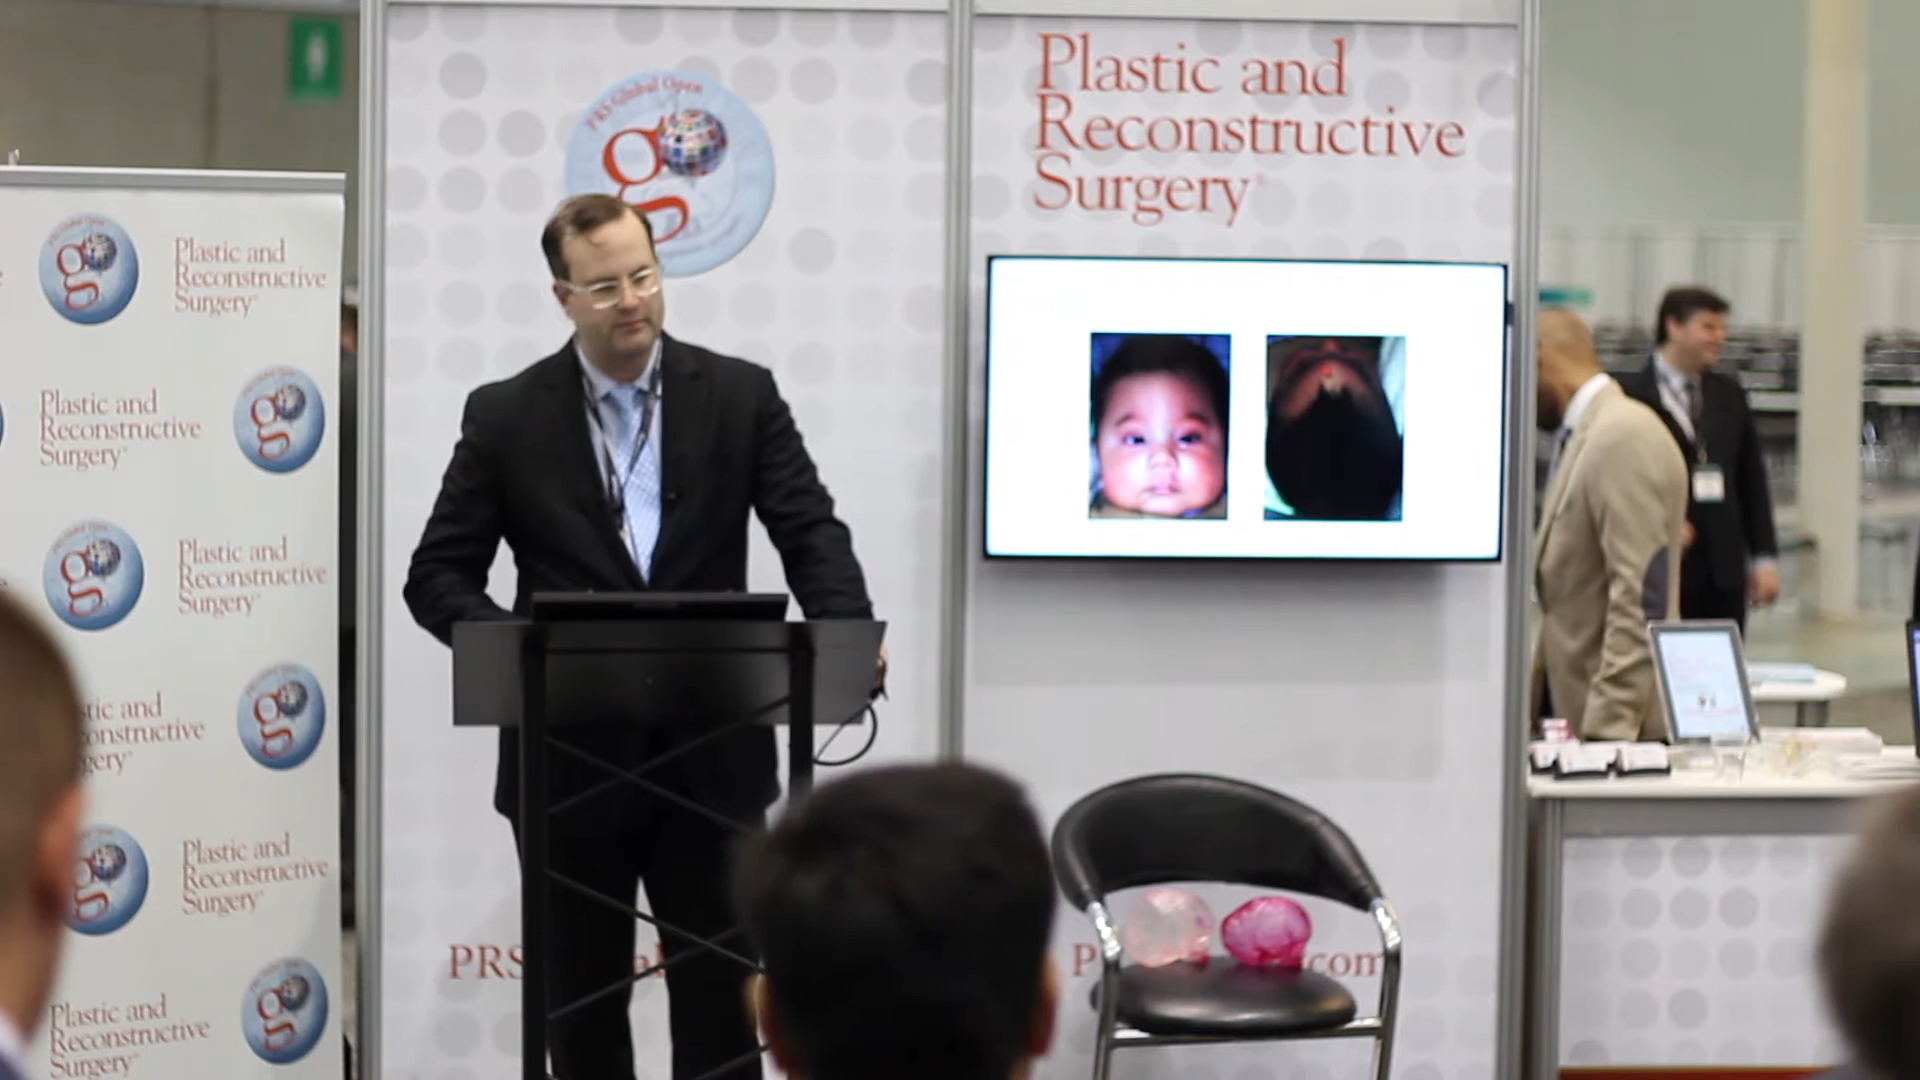 PRS Global Open
g
Plastic and
Reconstructive
Surgery
Plastic and
Reconstructive
Surgery
Plastic and
Reconstructive
Surgery
Plastic and
Reconstructive
Surgery
Plastic and
Reconstructive
Surgery
Plastic and
Reconstructive
Surgery
PRS
com